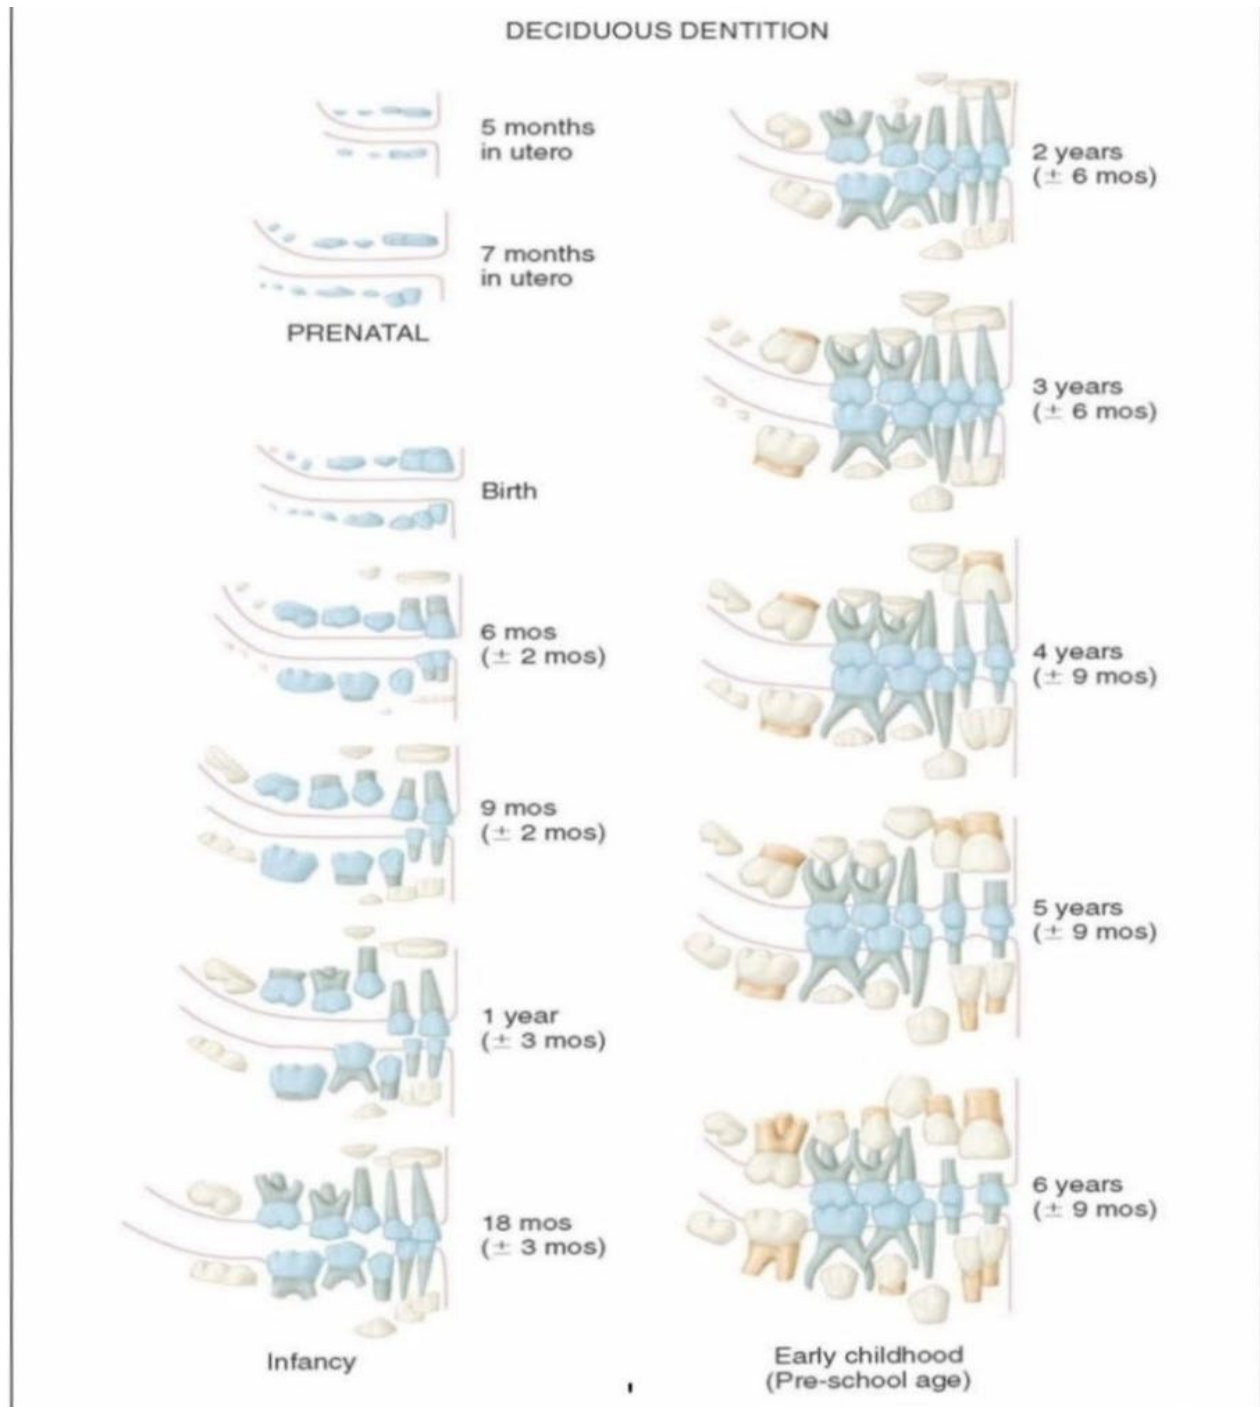 DECIDUOUS DENTITION
5 months
in utero
7 months
in utero
PRENATAL
Birth
6 mos
(± 2 mos)
9 mos
(± 2 mos)
1 year
(± 3 mos)
18 mos
(± 3 mos)
Infancy
2 years
(± 6 mos)
3 years
(± 6 mos)
4 years
(± 9 mos)
5 years
(± 9 mos)
6 years
(± 9 mos)
Early childhood
(Pre-school age)